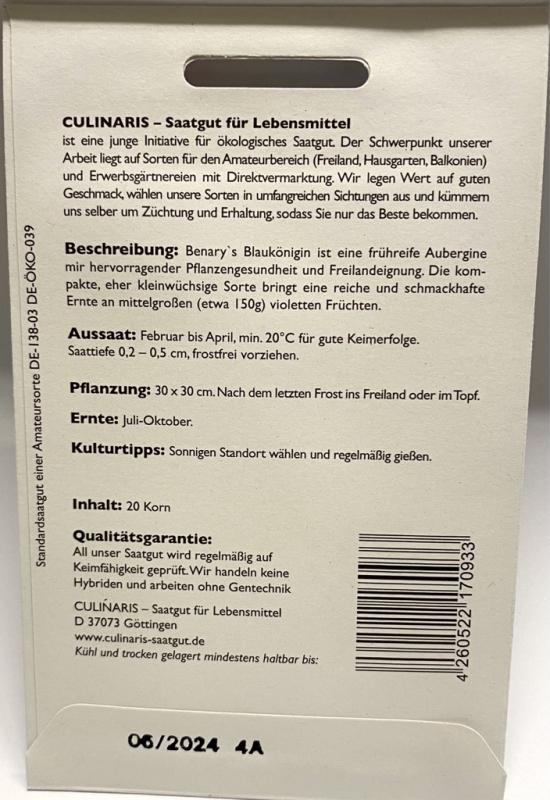 CULINARIS – Saatgut für Lebensmittel
ist eine junge Initiative für ökologisches Saatgut. Der Schwerpunkt unserer
Arbeit liegt auf Sorten für den Amateurbereich (Freiland, Hausgarten, Balkonien)
und Erwerbsgärtnereien mit Direktvermarktung. Wir legen Wert auf guten
Geschmack, wählen unsere Sorten in umfangreichen Sichtungen aus und kümmern
uns selber um Züchtung und Erhaltung, sodass Sie nur das Beste bekommen.
Beschreibung: Benary`s Blaukönigin ist eine frühreife Aubergine
mir hervorragender Pflanzengesundheit und Freilandeignung. Die kom-
pakte, eher kleinwüchsige Sorte bringt eine reiche und schmackhafte
Ernte an mittelgroßen (etwa 150g) violetten Früchten.
Aussaat: Februar bis April, min. 20°C für gute Keimerfolge.
Saattiefe 0,2 – 0,5 cm, frostfrei vorziehen.
Pflanzung: 30 x 30 cm. Nach dem letzten Frost ins Freiland oder im Topf.
Ernte: Juli-Oktober.
Kulturtipps: Sonnigen Standort wählen und regelmäßig gießen.
Inhalt: 20 Korn
Qualitätsgarantie:
All unser Saatgut wird regelmäßig auf
Keimfähigkeit geprüft. Wir handeln keine
Hybriden und arbeiten ohne Gentechnik
CULINARIS – Saatgut für Lebensmittel
D 37073 Göttingen
www.culinaris-saatgut.de
Kühl und trocken gelagert mindestens haltbar bis:
06/2024 4A
Standardsaatgut einer Amateursorte DE-138-03 DE-ÖKO-039
4 260522 170933